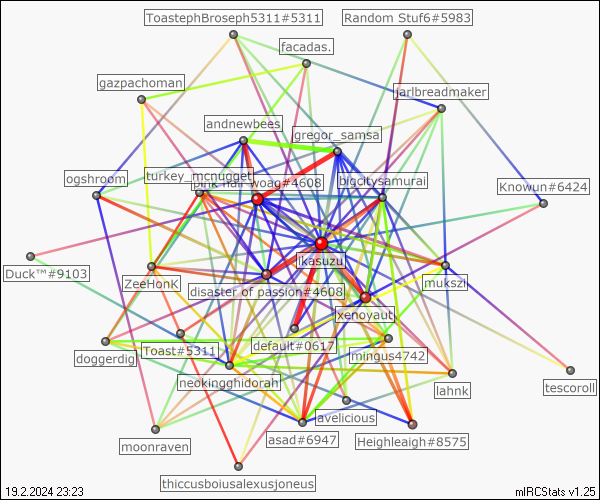 ToastephBroseph5311#5311
Random Stuf6#5983
facadas.
gazpachoman
jarlbreadmaker
andnewbees
gregor_samsa
turkey_mcnugget
ogshroom
pink hair woag#4608
bigcitysamurai
Knowun#6424
ikasuzu
Duck™#9103
ZeeHonK
mukszi
disaster of passion#4608
xenoyaut
default#0617
Toast#5311
mingus4742
doggerdig
neokingghidorah
lahnk
tescoroll
avelicious
moonraven
asad#6947
Heighleigh#8575
thiccusboiusalexusjoneus
19.2.2024 23:23
mIRCStats v1.25